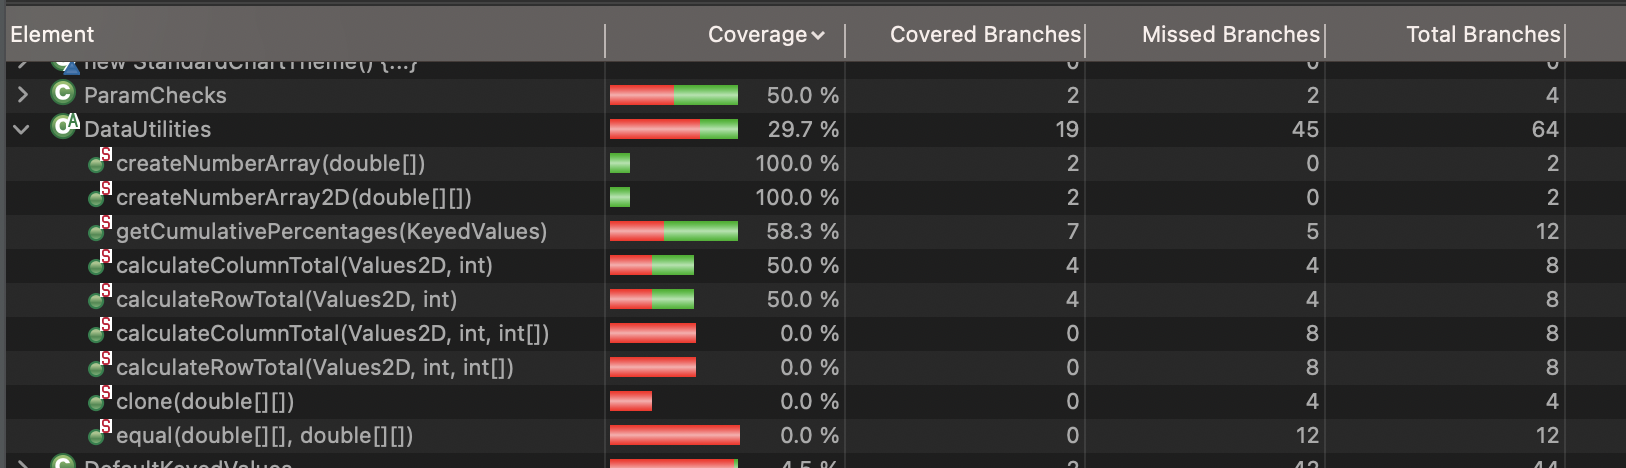 Element Coverage Covered Branches Missed Branches Total Branches
new StandardChartTheme() {...} 0 0 0
C ParamChecks 50.0 % 2 2 4
C A DataUtilities 29.7 % 19 45 64
S createNumberArray(double[]) 100.0 % 2 0 2
S createNumberArray2D(double[][]) 100.0 % 2 0 2
S getCumulativePercentages(KeyedValues) 58.3 % 7 5 12
S calculateColumnTotal(Values2D, int) 50.0 % 4 4 8
S calculateRowTotal(Values2D, int) 50.0 % 4 4 8
S calculateColumnTotal(Values2D, int, int[]) 0.0 % 0 8 8
S calculateRowTotal(Values2D, int, int[]) 0.0 % 0 8 8
S clone(double[][]) 0.0 % 0 4 4
S equal(double[][], double[][]) 0.0 % 0 12 12
C DefaultKeyedValues 4.5 % 2 42 44